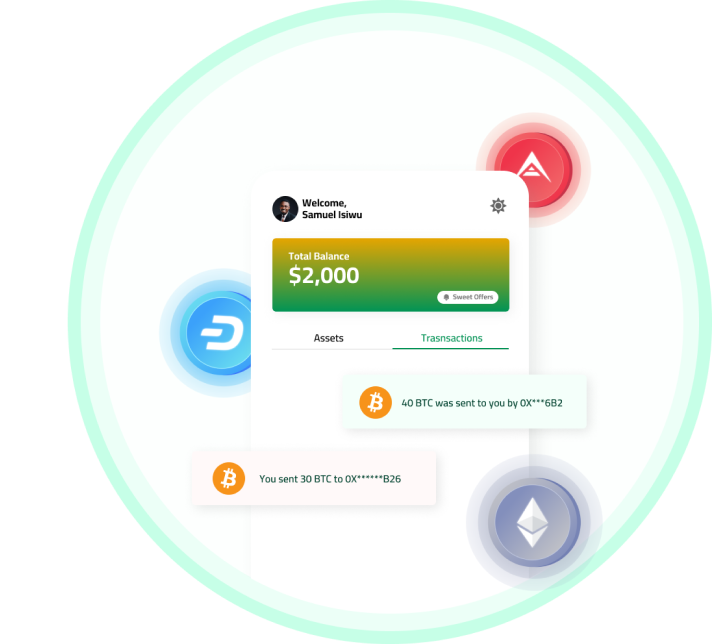 Welcome,
Samuel Isiwu
Total Balance
$2,000
Sweet Offers
Assets
Trasnsactions
40 BTC was sent to you by 0X***6B2
You sent 30 BTC to 0X******B26